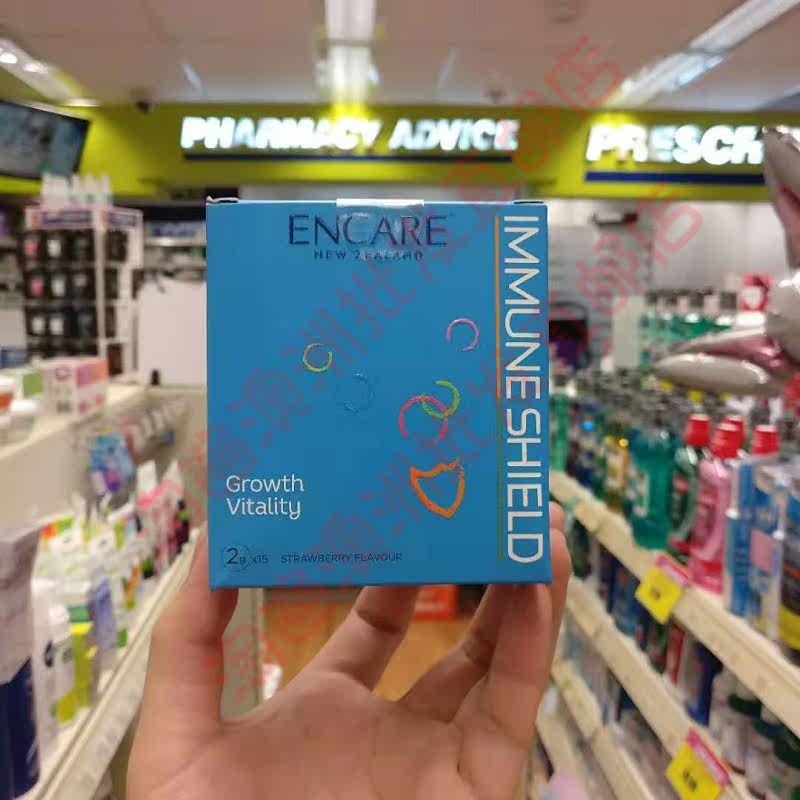 PHARMACY ADVICE
PRESCR
ENCARE
NEW ZEALAND
IMMUNE SHIELD
Growth
Vitality
2g x15 STRAWBERRY FLAVOUR